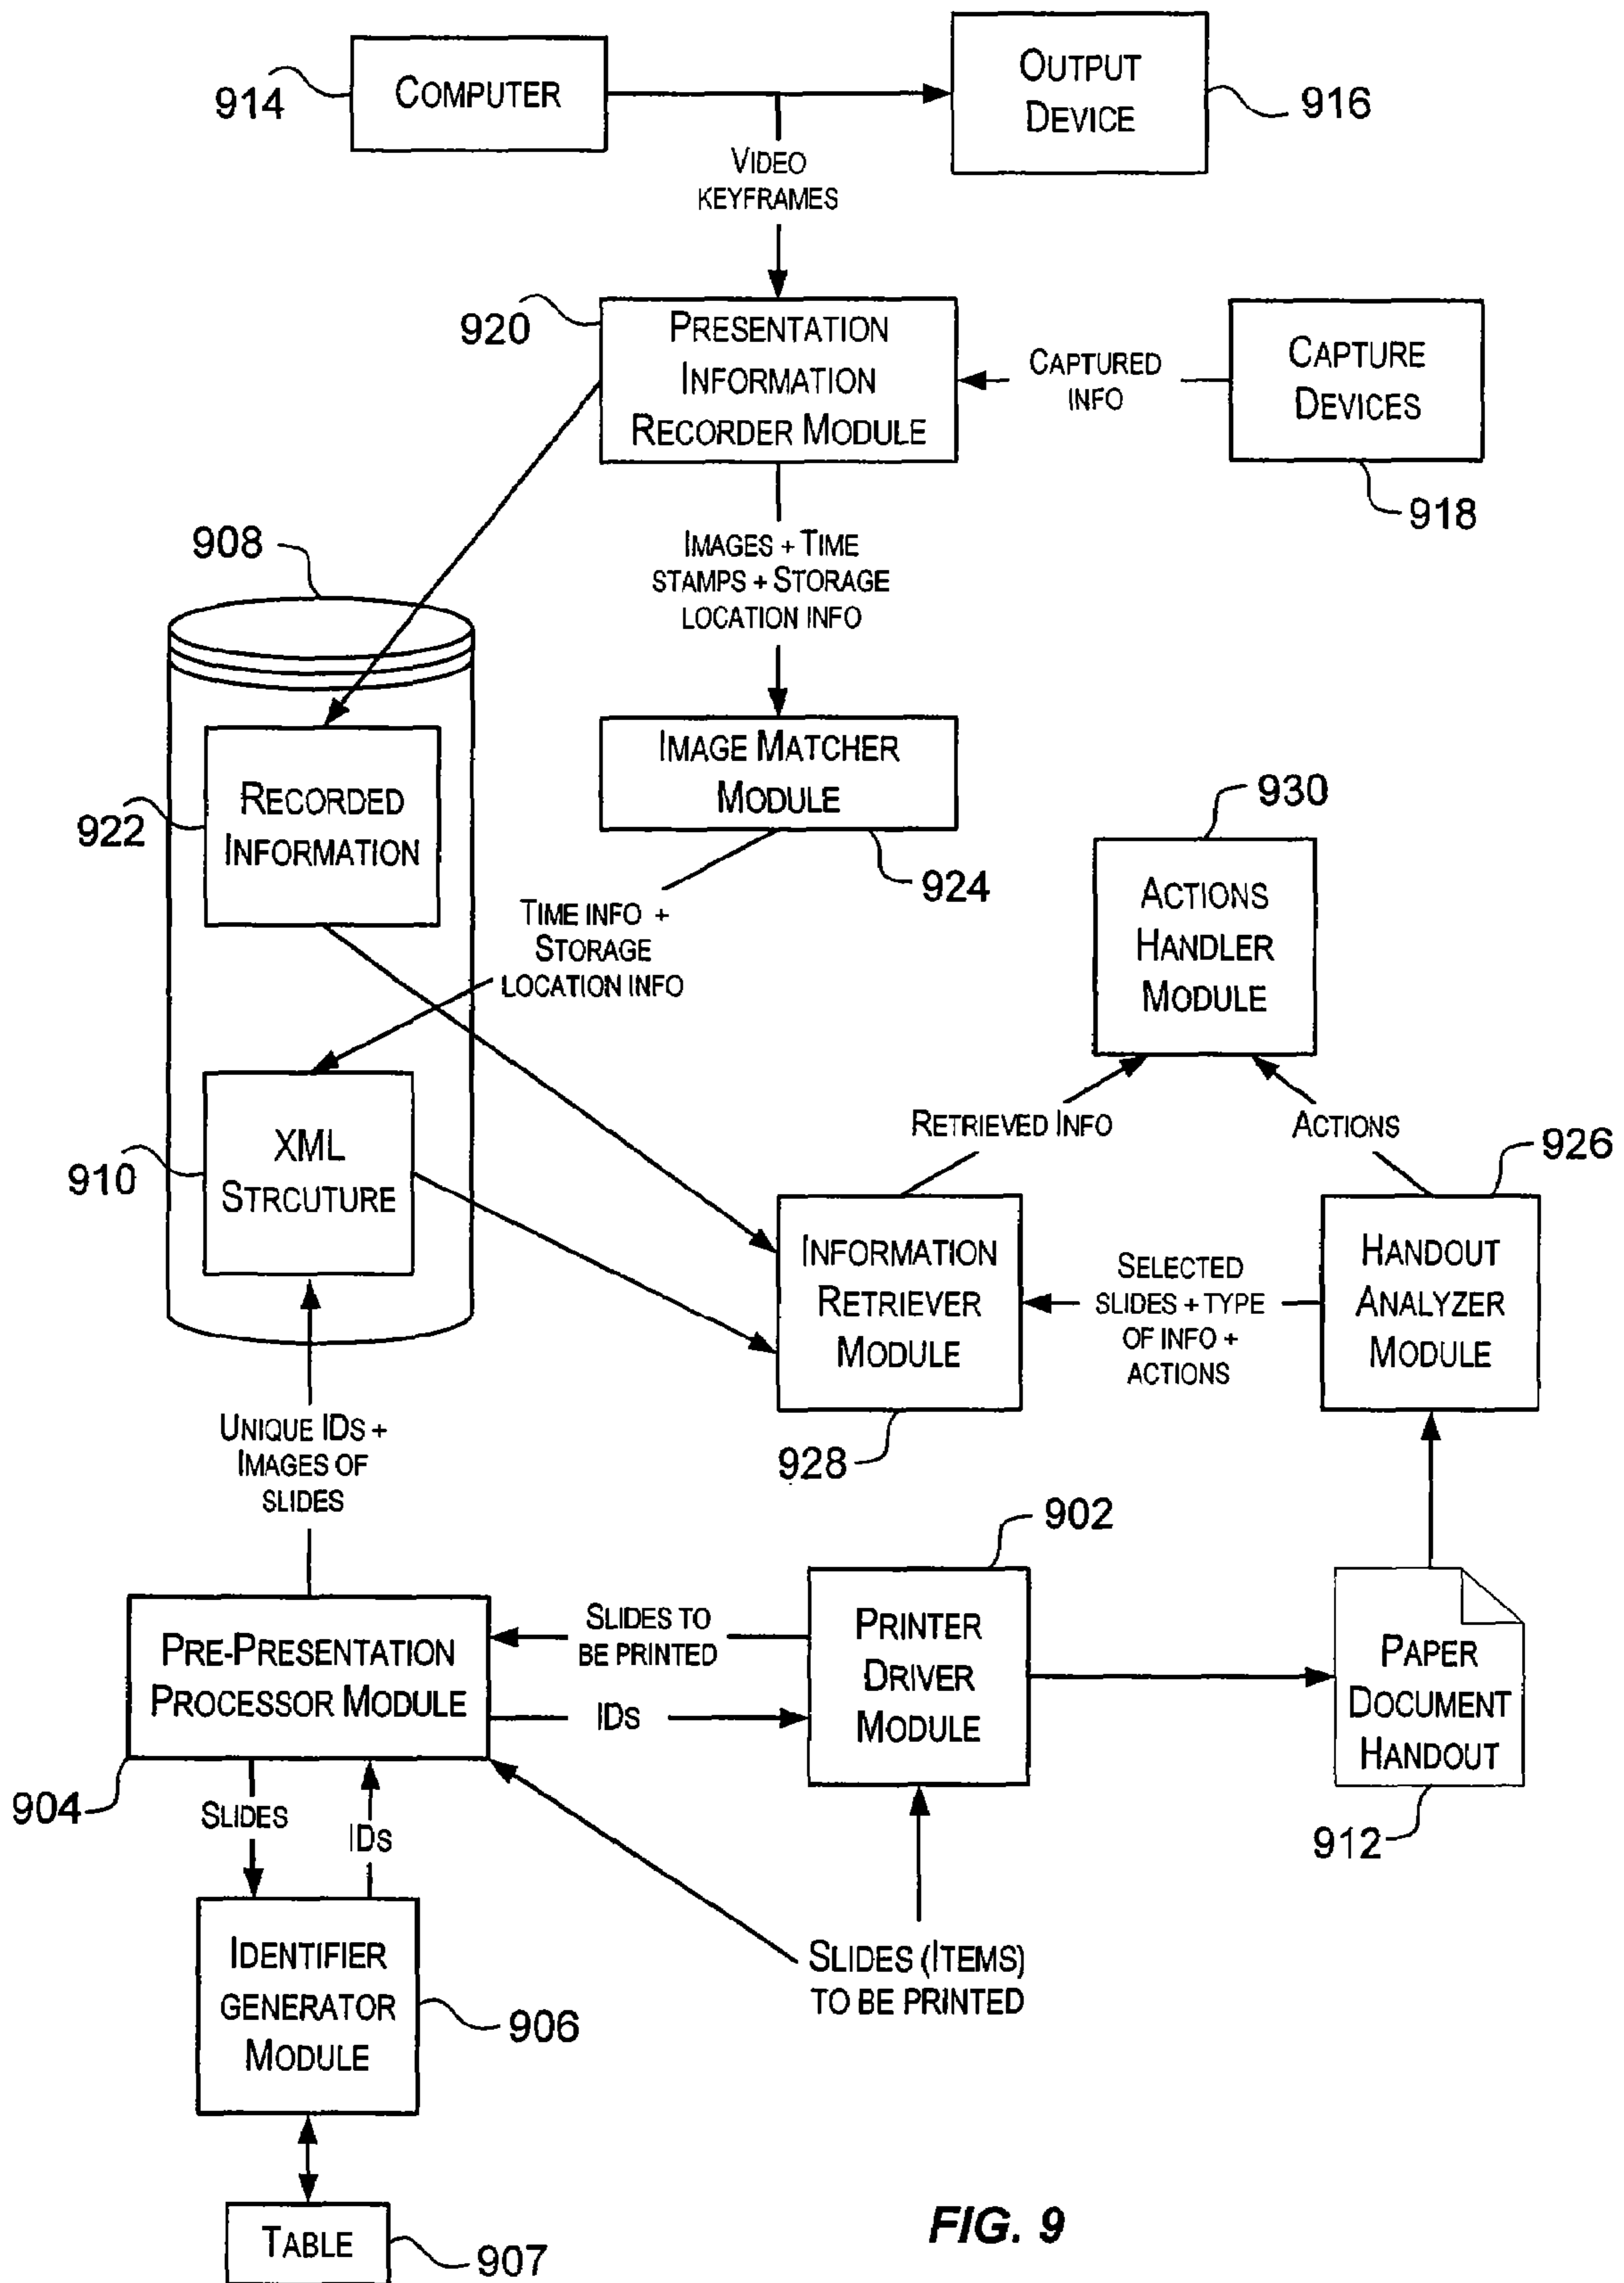 COMPUTER
914
OUTPUT
DEVICE
916
VIDEO
KEYFRAMES
920
PRESENTATION
INFORMATION
RECORDER MODULE
CAPTURED
INFO
CAPTURE
DEVICES
918
908
IMAGES + TIME
STAMPS + STORAGE
LOCATION INFO
RECORDED
INFORMATION
922
IMAGE MATCHER
MODULE
924
930
ACTIONS
HANDLER
MODULE
TIME INFO +
STORAGE
LOCATION INFO
XML
STRCUTURE
910
RETRIEVED INFO
ACTIONS
926
INFORMATION
RETRIEVER
MODULE
928
SELECTED
SLIDES + TYPE
OF INFO +
ACTIONS
HANDOUT
ANALYZER
MODULE
UNIQUE IDS +
IMAGES OF
SLIDES
902
PRE-PRESENTATION
PROCESSOR MODULE
904
SLIDES TO
BE PRINTED
IDS
PRINTER
DRIVER
MODULE
PAPER
DOCUMENT
HANDOUT
912
SLIDES
IDS
IDENTIFIER
GENERATOR
MODULE
906
SLIDES (ITEMS)
TO BE PRINTED
TABLE
907
FIG. 9